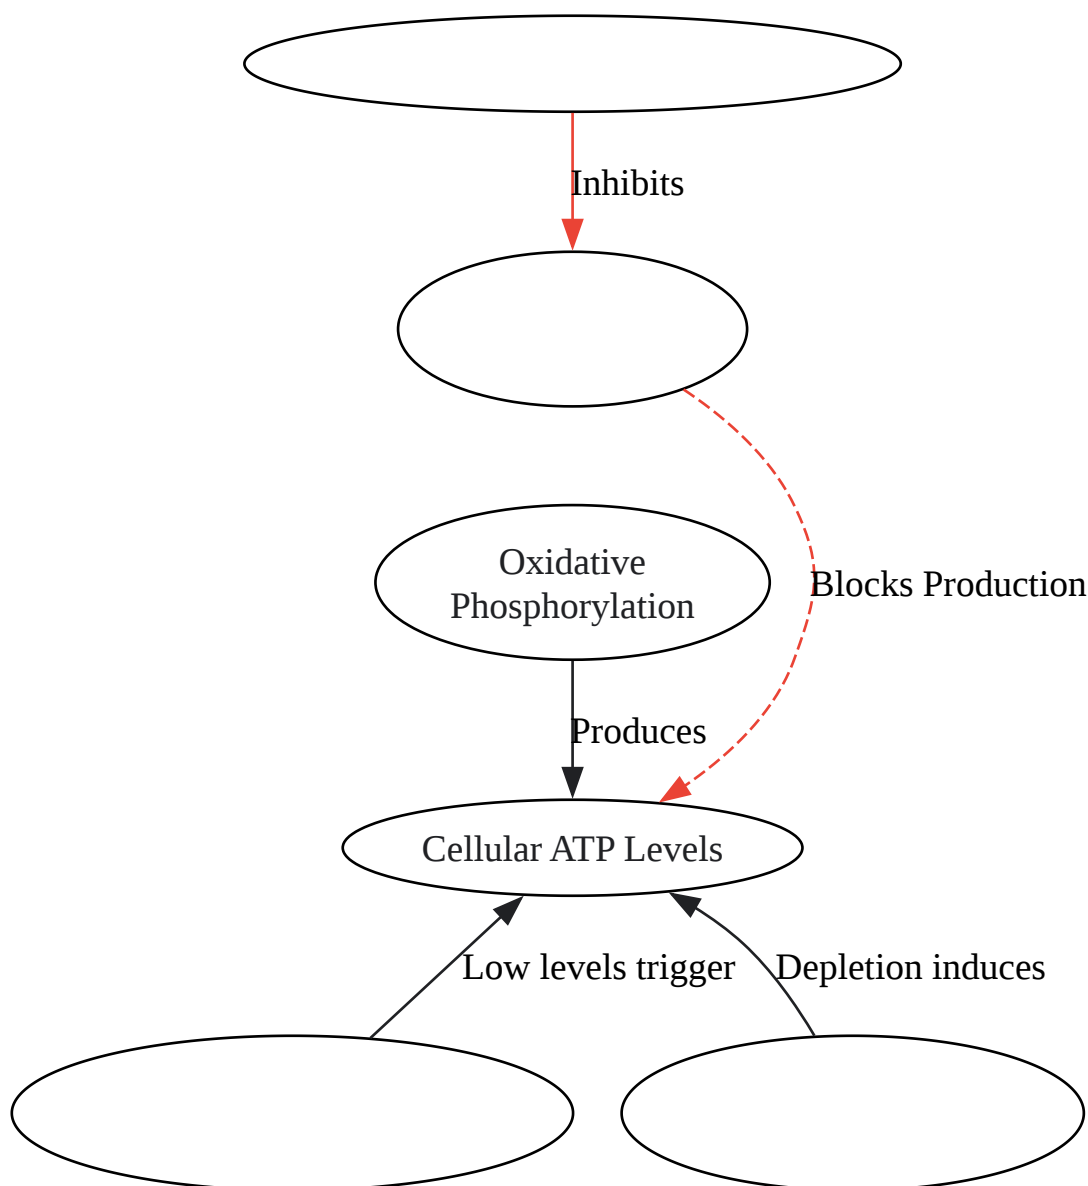 Inhibits
Oxidative
Phosphorylation
Blocks Production
Produces
Cellular ATP Levels
Low levels trigger
Depletion induces